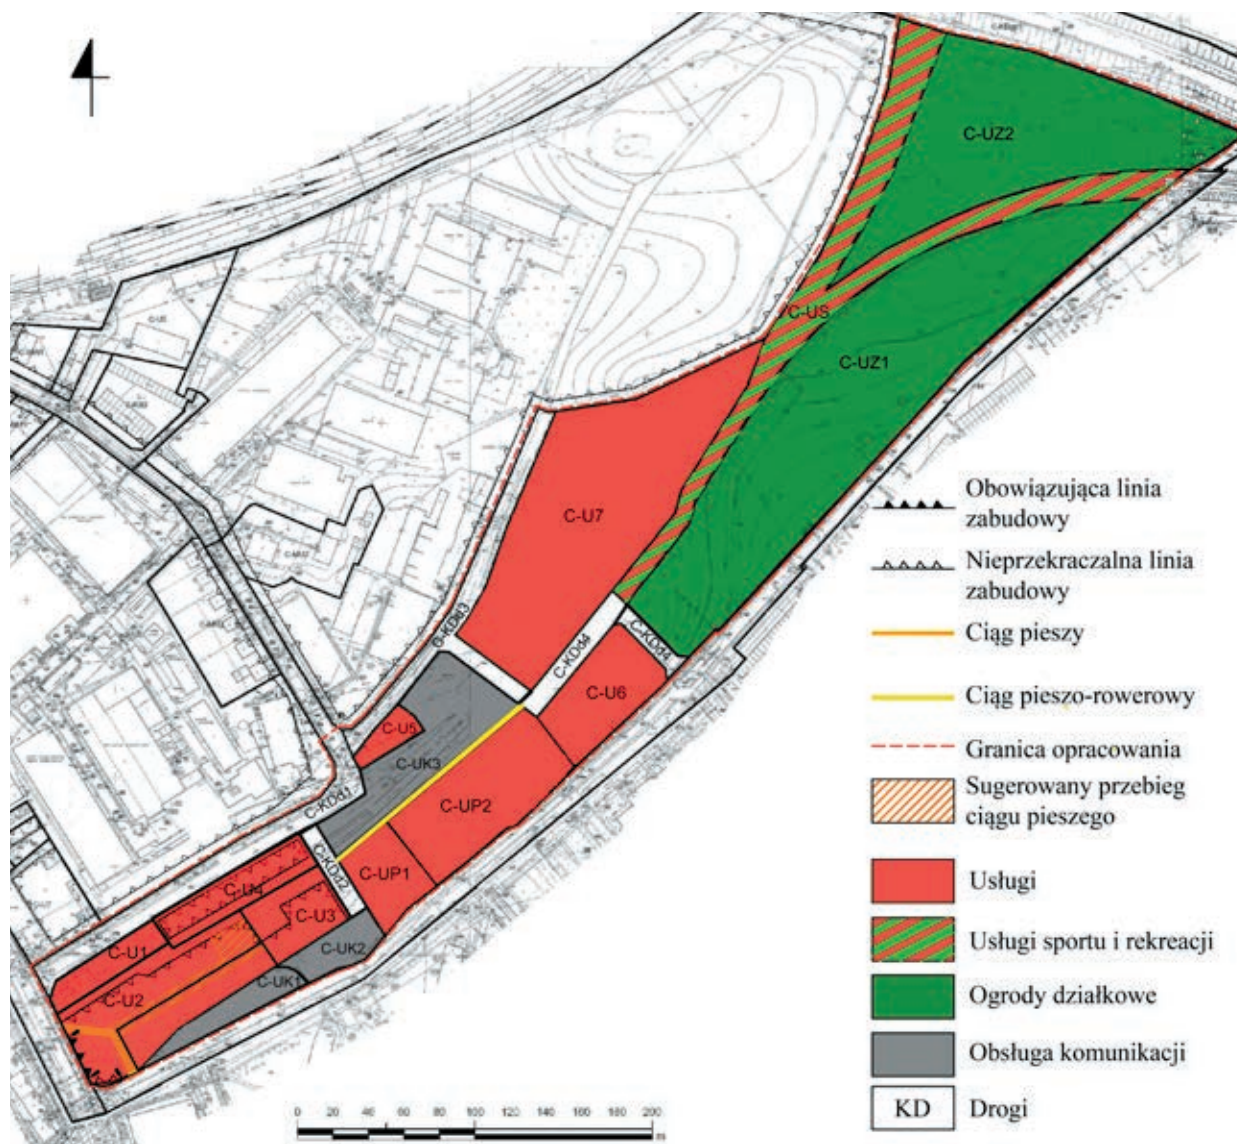 C-UZ2
C-US
C-UZ1
C-U7
C-KDd3
C-KDd4
C-KDd4
C-U6
C-U5
C-UK3
C-UP2
C-KDd1
C-KDd2
C-UP1
C-U4
C-U3
C-UK2
C-U1
C-UK1
C-U2
Obowiązująca linia
zabudowy
Nieprzekraczalna linia
zabudowy
Ciąg pieszy
Ciąg pieszo-rowerowy
Granica opracowania
Sugerowany przebieg
ciągu pieszego
Usługi
Usługi sportu i rekreacji
Ogrody działkowe
Obsługa komunikacji
KD Drogi
0 20 40 60 80 100 120 140 160 180 200
m